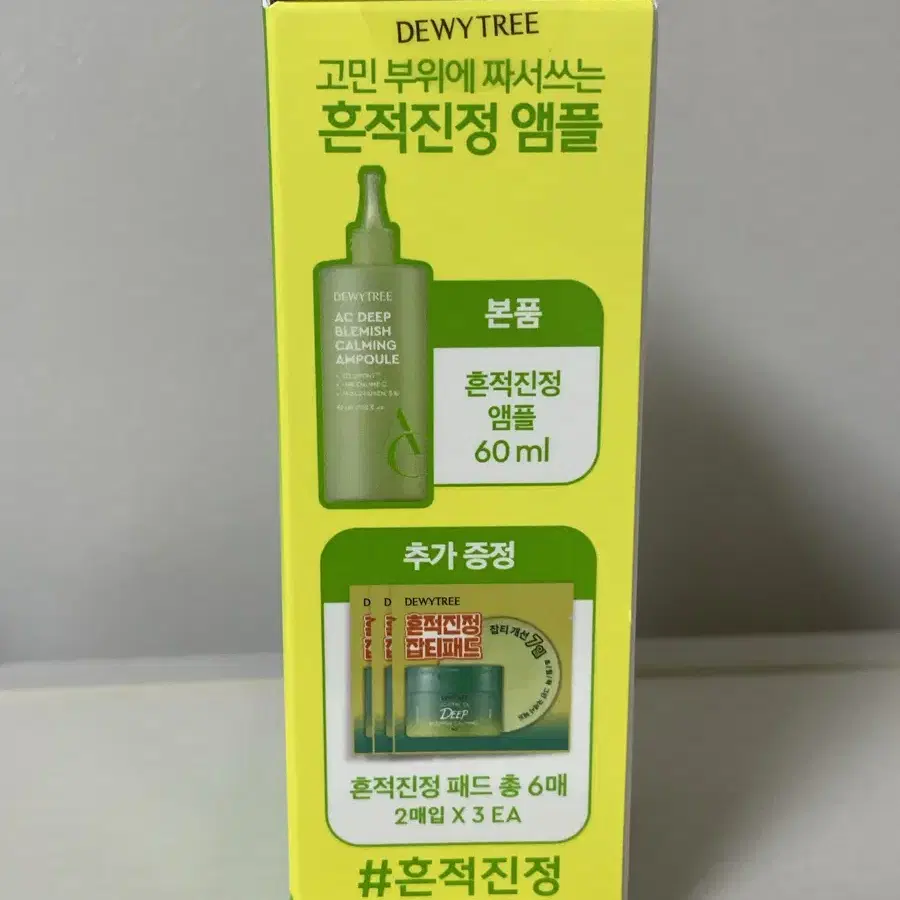 DEWYTREE
고민 부위에 짜서쓰는
흔적진정 앰플
DEWYTREE
AC DEEP
BLEMISH
CALMING
AMPOULE
본품
흔적진정
앰플
60 ml
추가 증정
DEWYTREE
흔적진정
잡티패드
잡티개선 7일
DEEP
흔적진정 패드 총 6매
2매입 X 3 EA
#흔적진정